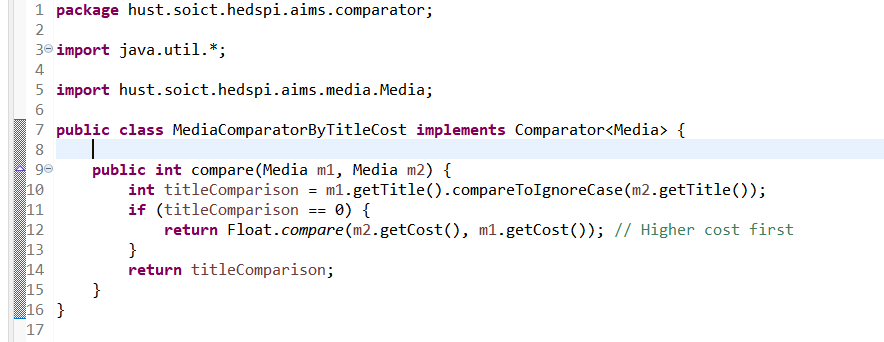 1 package hust.soict.hedspi.aims.comparator;
2
3 import java.util.*;
4
5 import hust.soict.hedspi.aims.media.Media;
6
7 public class MediaComparatorByTitleCost implements Comparator<Media> {
8
9     public int compare(Media m1, Media m2) {
10         int titleComparison = m1.getTitle().compareToIgnoreCase(m2.getTitle());
11         if (titleComparison == 0) {
12             return Float.compare(m2.getCost(), m1.getCost()); // Higher cost first
13         }
14         return titleComparison;
15     }
16 }
17